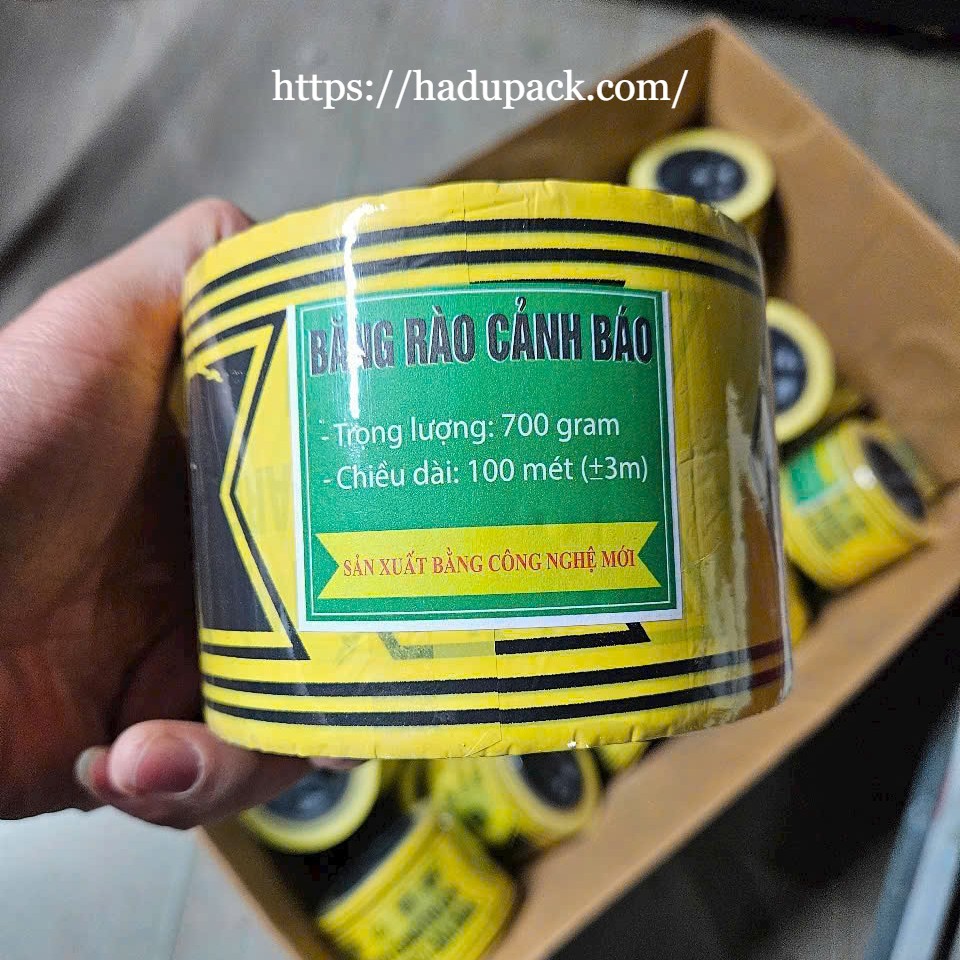 https://hadupack.com/
BĂNG RÀO CẢNH BÁO
- Trọng lượng: 700 gram
- Chiều dài: 100 mét (±3m)
SẢN XUẤT BẰNG CÔNG NGHỆ MỚI